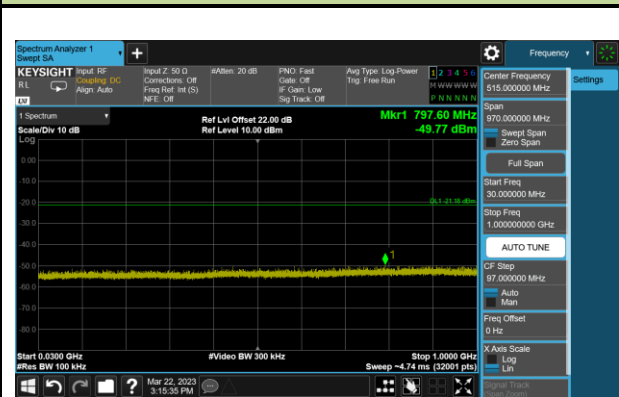 Spectrum Analyzer 1
Swept SA
Frequency
KEYSIGHT
Input: RF
Coupling: DC
Align: Auto
Input Z: 50 Ω
Corrections: Off
Freq Ref: Int (S)
NFE: Off
#Atten: 20 dB
PNO: Fast
Gate: Off
IF Gain: Low
Sig Track: Off
Avg Type: Log-Power
Trig: Free Run
1 2 3 4 5 6
M W W W W W
P N N N N N
R L
Settings
1 Spectrum
Scale/Div 10 dB
Log
Ref Lvl Offset 22.00 dB
Ref Level 10.00 dBm
Mkr1 797.60 MHz
-49.77 dBm
0.00
-10.0
-20.0
-30.0
-40.0
-50.0
-60.0
-70.0
-80.0
DL1 -21.18 dBm
1
Start 0.0300 GHz
#Res BW 100 kHz
#Video BW 300 kHz
Stop 1.0000 GHz
Sweep ~4.74 ms (32001 pts)
Center Frequency
515.000000 MHz
Span
970.000000 MHz
Swept Span
Zero Span
Full Span
Start Freq
30.000000 MHz
Stop Freq
1.000000000 GHz
AUTO TUNE
CF Step
97.000000 MHz
Auto
Man
Freq Offset
0 Hz
X Axis Scale
Log
Lin
Signal Track
(Span Zoom)
?
Mar 22, 2023
3:15:35 PM